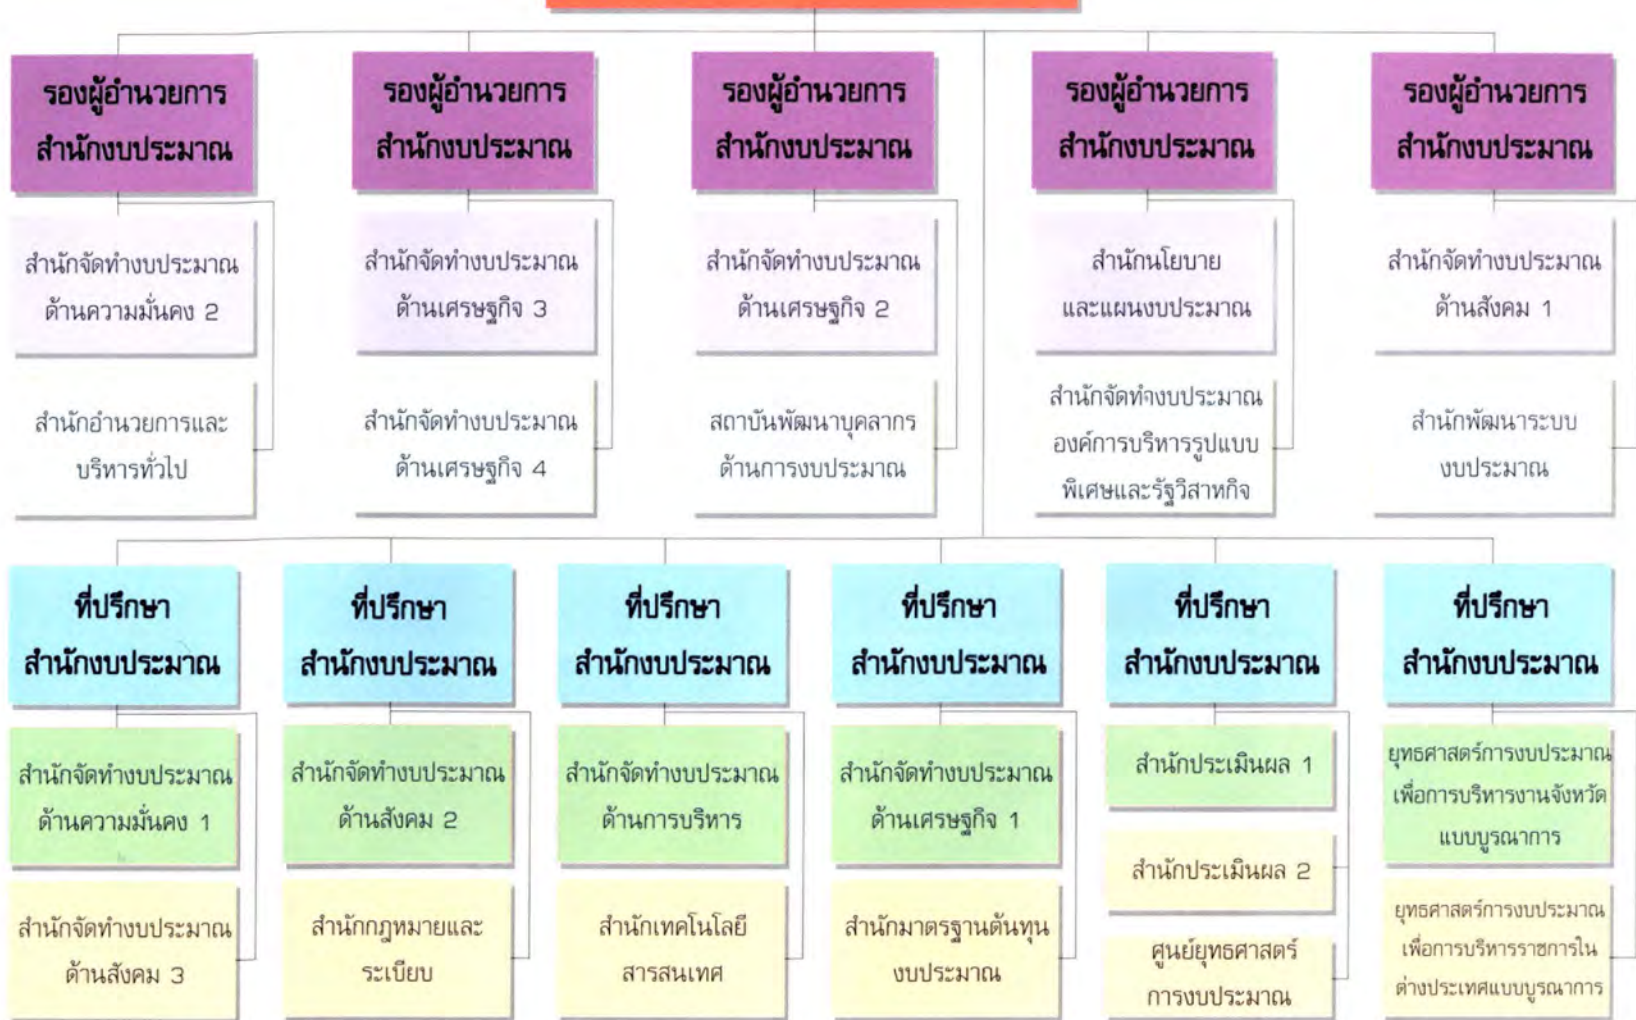 รองผู้อำนวยการ
สำนักงบประมาณ
รองผู้อำนวยการ
สำนักงบประมาณ
รองผู้อำนวยการ
สำนักงบประมาณ
รองผู้อำนวยการ
สำนักงบประมาณ
รองผู้อำนวยการ
สำนักงบประมาณ
สำนักจัดทำงบประมาณ
ด้านความมั่นคง 2
สำนักจัดทำงบประมาณ
ด้านเศรษฐกิจ 3
สำนักจัดทำงบประมาณ
ด้านเศรษฐกิจ 2
สำนักนโยบาย
และแผนงบประมาณ
สำนักจัดทำงบประมาณ
ด้านสังคม 1
สำนักอำนวยการและ
บริหารทั่วไป
สำนักจัดทำงบประมาณ
ด้านเศรษฐกิจ 4
สถาบันพัฒนาบุคลากร
ด้านการงบประมาณ
สำนักจัดทำงบประมาณ
องค์การบริหารรูปแบบ
พิเศษและรัฐวิสาหกิจ
สำนักพัฒนาระบบ
งบประมาณ
ที่ปรึกษา
สำนักงบประมาณ
ที่ปรึกษา
สำนักงบประมาณ
ที่ปรึกษา
สำนักงบประมาณ
ที่ปรึกษา
สำนักงบประมาณ
ที่ปรึกษา
สำนักงบประมาณ
ที่ปรึกษา
สำนักงบประมาณ
สำนักจัดทำงบประมาณ
ด้านความมั่นคง 1
สำนักจัดทำงบประมาณ
ด้านสังคม 2
สำนักจัดทำงบประมาณ
ด้านการบริหาร
สำนักจัดทำงบประมาณ
ด้านเศรษฐกิจ 1
สำนักประเมินผล 1
ยุทธศาสตร์การงบประมาณ
เพื่อการบริหารงานจังหวัด
แบบบูรณาการ
สำนักจัดทำงบประมาณ
ด้านสังคม 3
สำนักกฎหมายและ
ระเบียบ
สำนักเทคโนโลยี
สารสนเทศ
สำนักมาตรฐานต้นทุน
งบประมาณ
สำนักประเมินผล 2
ศูนย์ยุทธศาสตร์
การงบประมาณ
ยุทธศาสตร์การงบประมาณ
เพื่อการบริหารราชการใน
ต่างประเทศแบบบูรณาการ